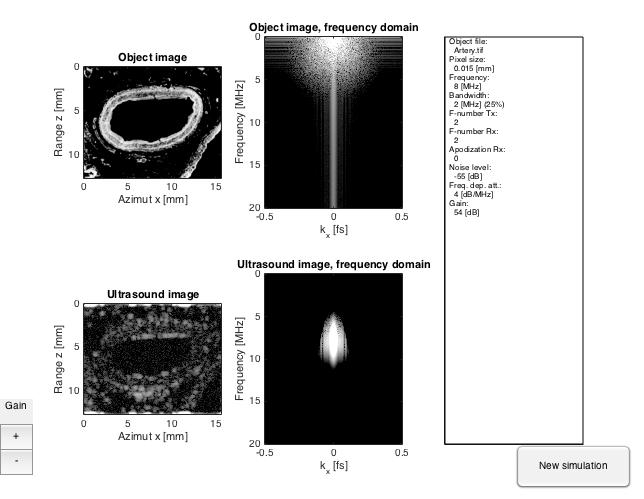 Object image
0
5
10
Range z [mm]
0
5
10
15
Azimut x [mm]
Object image, frequency domain
0
5
10
15
20
Frequency [MHz]
-0.5
0
0.5
k x [fs]
Object file:
Artery.tif
Pixel size:
0.015 [mm]
Frequency:
8 [MHz]
Bandwidth:
2 [MHz] (25%)
F-number Tx:
2
F-number Rx:
2
Apodization Rx:
0
Noise level:
-55 [dB]
Freq. dep. att.:
4 [dB/MHz]
Gain:
54 [dB]
Ultrasound image
0
5
10
Range z [mm]
0
5
10
15
Azimut x [mm]
Ultrasound image, frequency domain
0
5
10
15
20
Frequency [MHz]
-0.5
0
0.5
k x [fs]
Gain
+
-
New simulation